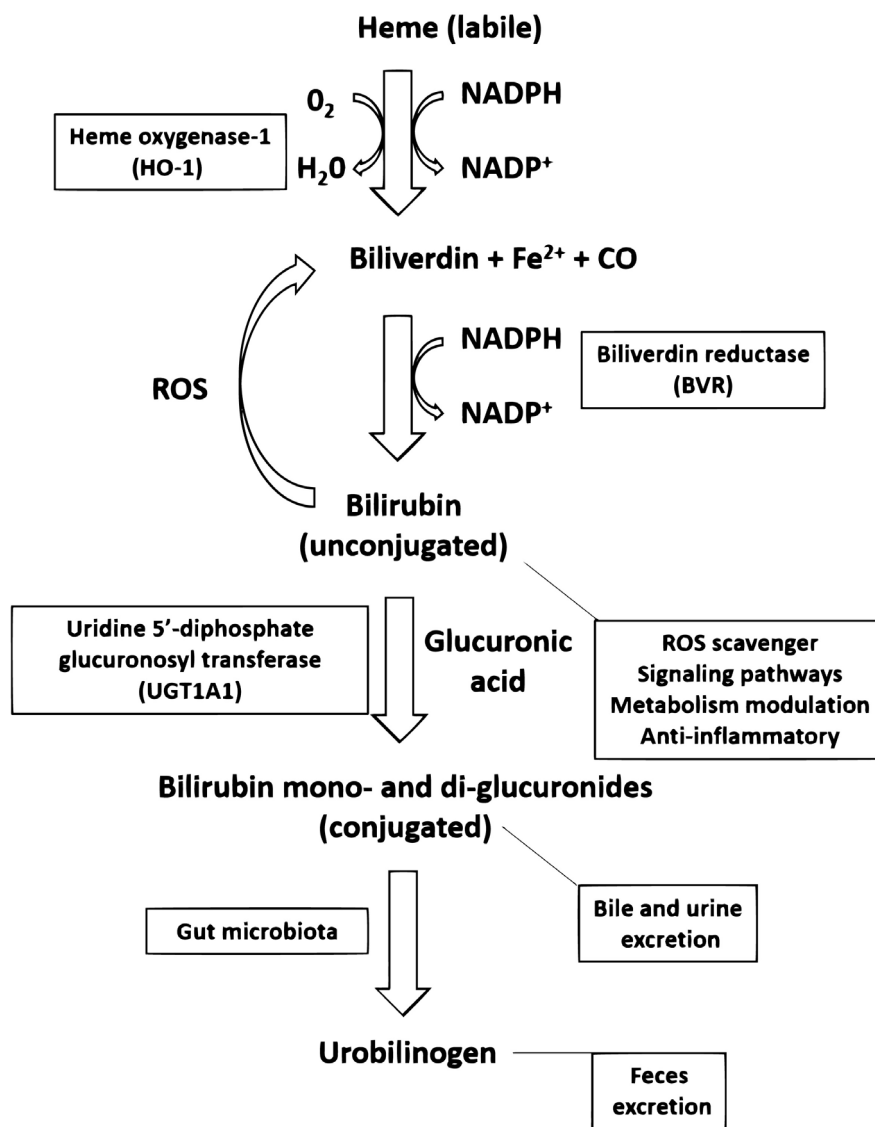 Heme (labile)
O₂
NADPH
Heme oxygenase-1
(HO-1)
H₂0
NADP⁺
Biliverdin + Fe²⁺ + CO
NADPH
Biliverdin reductase
(BVR)
ROS
NADP⁺
Bilirubin
(unconjugated)
Uridine 5’-diphosphate
glucuronosyl transferase
(UGT1A1)
Glucuronic
acid
ROS scavenger
Signaling pathways
Metabolism modulation
Anti-inflammatory
Bilirubin mono- and di-glucuronides
(conjugated)
Gut microbiota
Bile and urine
excretion
Urobilinogen
Feces
excretion